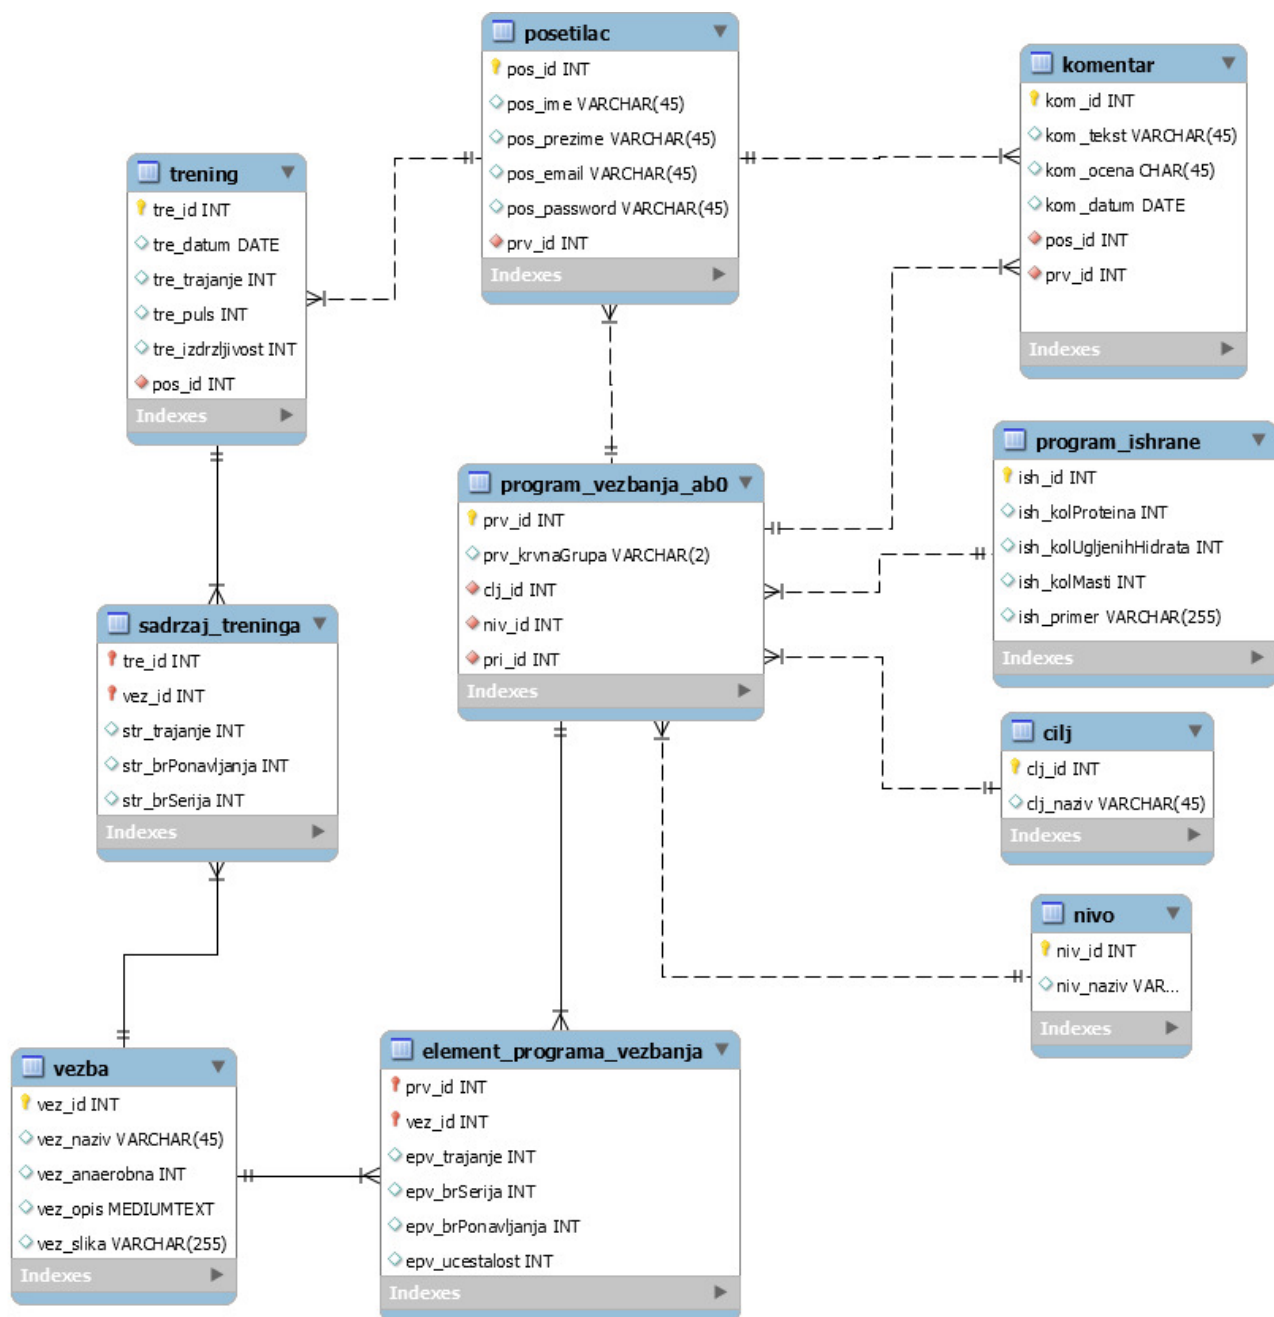 posetilac
pos_id INT
pos_ime VARCHAR(45)
pos_prezime VARCHAR(45)
pos_email VARCHAR(45)
pos_password VARCHAR(45)
prv_id INT
Indexes
komentar
kom_id INT
kom_tekst VARCHAR(45)
kom_ocena CHAR(45)
kom_datum DATE
pos_id INT
prv_id INT
Indexes
trening
tre_id INT
tre_datum DATE
tre_trajanje INT
tre_puls INT
tre_izdrzljivost INT
pos_id INT
Indexes
program_vezbanja_ab0
prv_id INT
prv_krvnaGrupa VARCHAR(2)
clj_id INT
niv_id INT
pri_id INT
Indexes
program_ishrane
ish_id INT
ish_kolProteina INT
ish_kolUgljenihHidrata INT
ish_kolMasti INT
ish_primer VARCHAR(255)
Indexes
sadrzaj_treninga
tre_id INT
vez_id INT
str_trajanje INT
str_brPonavljanja INT
str_brSerija INT
Indexes
cilj
clj_id INT
clj_naziv VARCHAR(45)
Indexes
nivo
niv_id INT
niv_naziv VAR...
Indexes
vezba
vez_id INT
vez_naziv VARCHAR(45)
vez_anaerobna INT
vez_opis MEDIUMTEXT
vez_slika VARCHAR(255)
Indexes
element_programa_vezbanja
prv_id INT
vez_id INT
epv_trajanje INT
epv_brSerija INT
epv_brPonavljanja INT
epv_ucestalost INT
Indexes